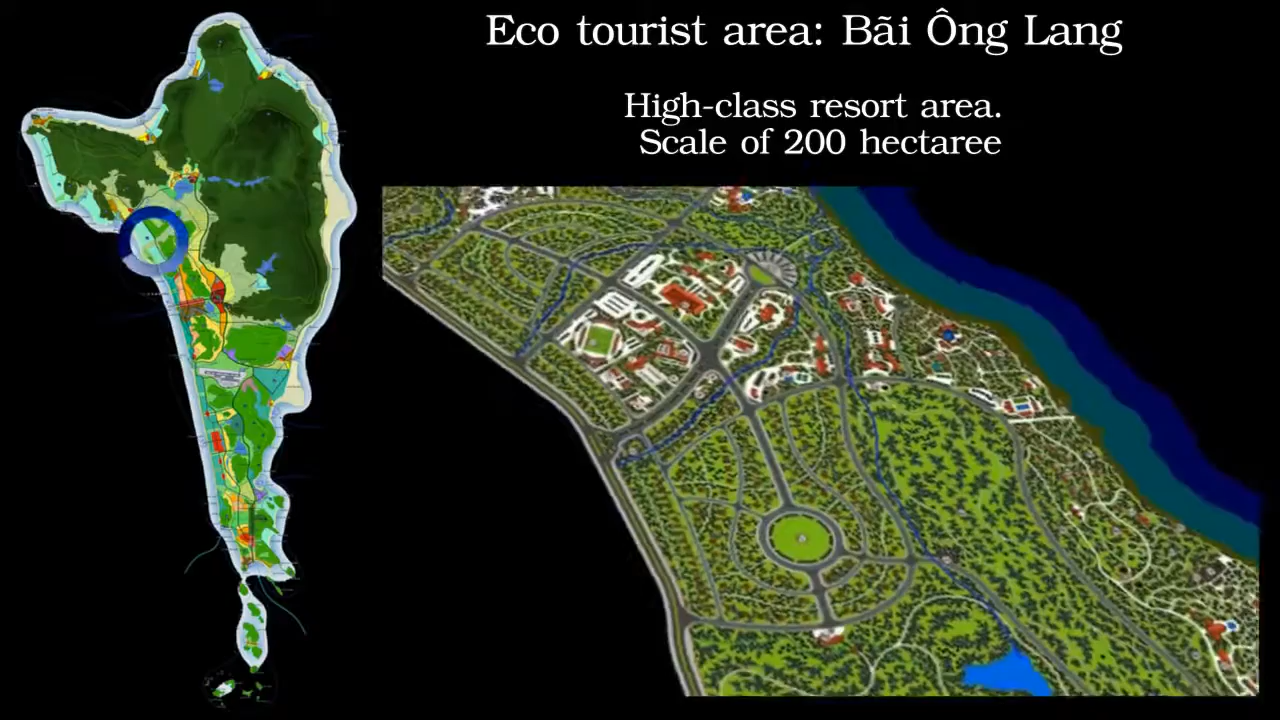 Eco tourist area: Bãi Ông Lang
High-class resort area.
Scale of 200 hectaree